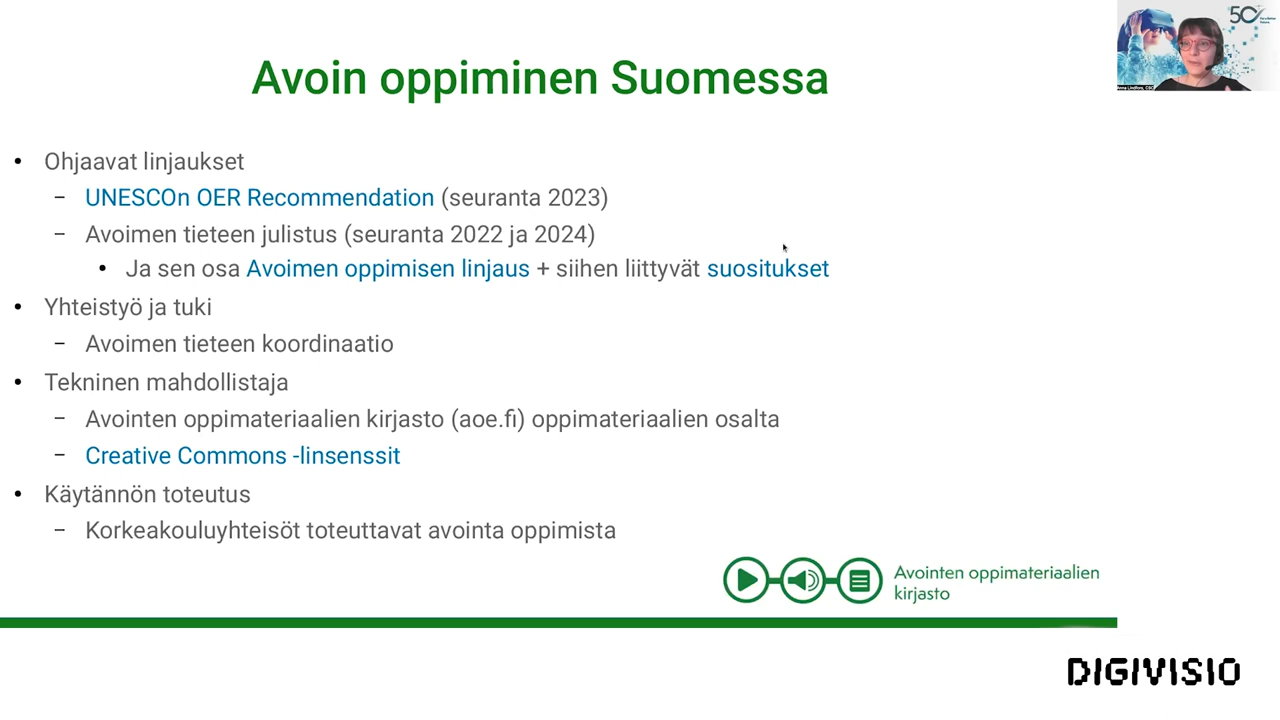 Avoin oppiminen Suomessa
• Ohjaavat linjaukset
– UNESCOn OER Recommendation (seuranta 2023)
– Avoimen tieteen julistus (seuranta 2022 ja 2024)
• Ja sen osa Avoimen oppimisen linjaus + siihen liittyvät suositukset
• Yhteistyö ja tuki
– Avoimen tieteen koordinaatio
• Tekninen mahdollistaja
– Avointen oppimateriaalien kirjasto (aoe.fi) oppimateriaalien osalta
– Creative Commons -linsenssit
• Käytännön toteutus
– Korkeakouluyhteisöt toteuttavat avointa oppimista
Avointen oppimateriaalien
kirjasto
DIGIVISIO
50
Lindfors, CSC